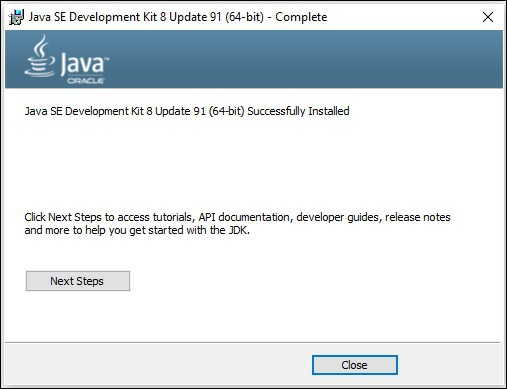 Java SE Development Kit 8 Update 91 (64-bit) - Complete
Java™
ORACLE
Java SE Development Kit 8 Update 91 (64-bit) Successfully Installed
Click Next Steps to access tutorials, API documentation, developer guides, release notes
and more to help you get started with the JDK.
Next Steps
Close